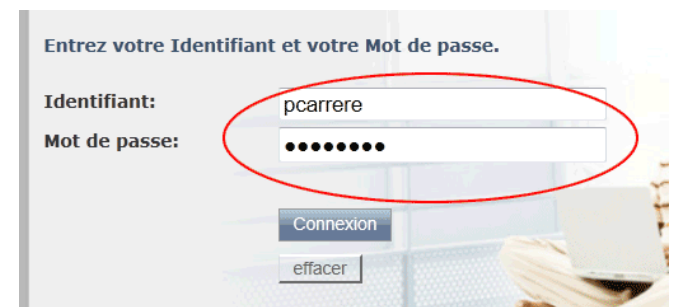 Entrez votre Identifiant et votre Mot de passe.
Identifiant: pcarrere
Mot de passe: ●●●●●●●●
Connexion
effacer